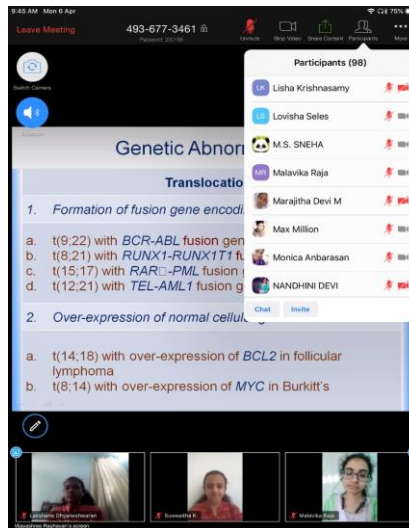 9:45 AM Mon 6 Apr
75%
Leave Meeting
493-677-3461
Unmute
Stop Video
Share Content
Participants
More
Switch Camera
Participants (98)
LK Lisha Krishnasamy
LS Lovisha Seles
M.S. SNEHA
MR Malavika Raja
Marajitha Devi M
Max Million
Monica Anbarasan
NANDHINI DEVI
Chat
Invite
Genetic Abnor
Translocatio
1. Formation of fusion gene encodi
a. t(9;22) with BCR-ABL fusion gen
b. t(8;21) with RUNX1-RUNX1T1 fu
c. t(15;17) with RAR□-PML fusion
d. t(12;21) with TEL-AML1 fusion g
2. Over-expression of normal cellul
a. t(14;18) with over-expression of BCL2 in follicular
lymphoma
b. t(8;14) with over-expression of MYC in Burkitt's
Sumeetha K
Malavika Raja